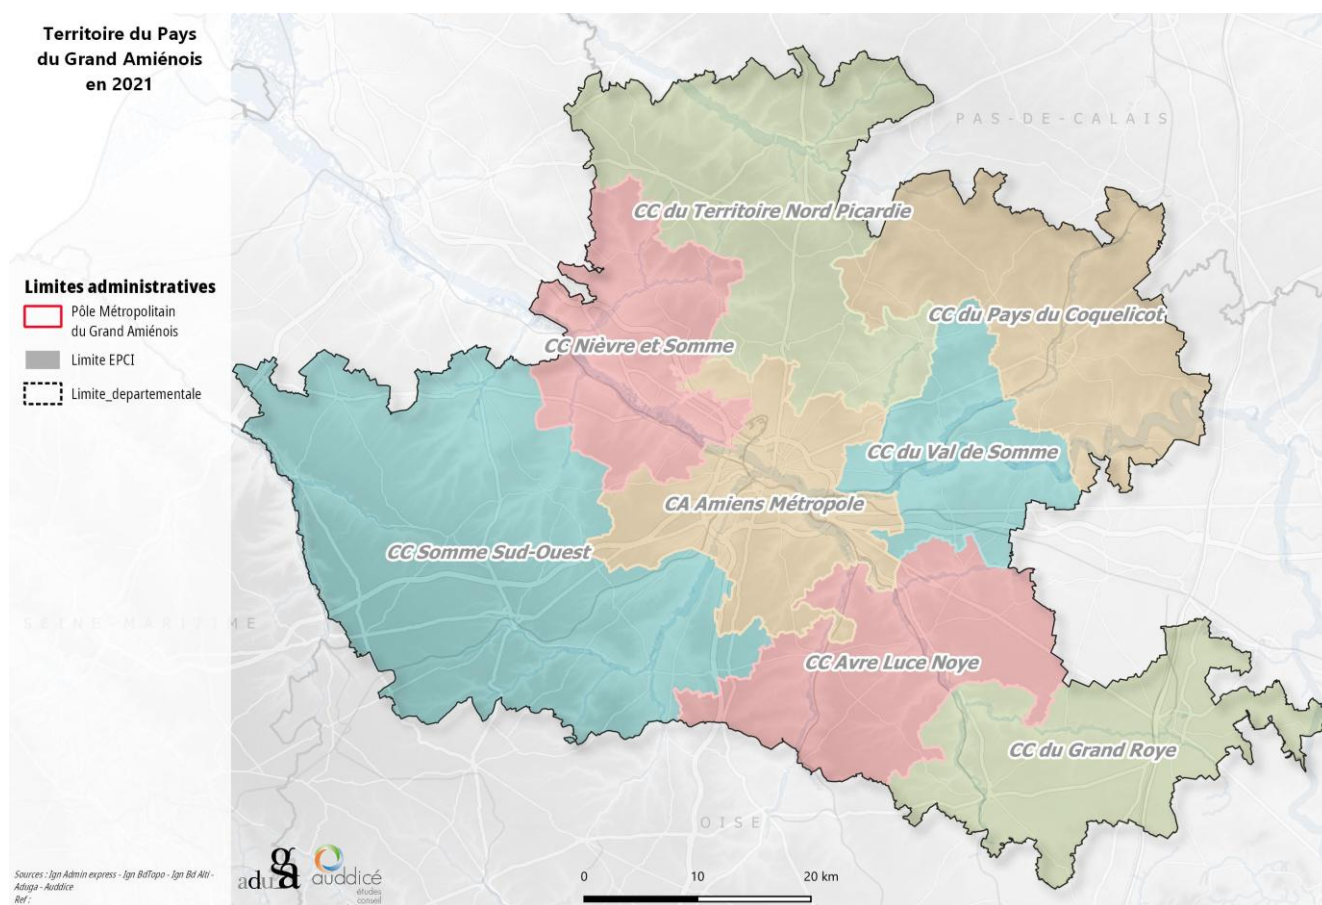 Territoire du Pays
du Grand Amiénois
en 2021
PAS-DE-CALAIS
CC du Territoire Nord Picardie
Limites administratives
Pôle Métropolitain
du Grand Amiénois
CC du Pays du Coquelicot
CC Nièvre et Somme
Limite EPCI
Limite_departementale
CC du Val de Somme
CA Amiens Métropole
CC Somme Sud-Ouest
SEINE-MARITIME
CC Avre Luce Noye
CC du Grand Roye
OISE
Sources : Ign Admin express - Ign BdTopo - Ign Bd Alti -
Aduga - Auddice
Ref :
aduga
auddicé
études
conseil
0 10 20 km